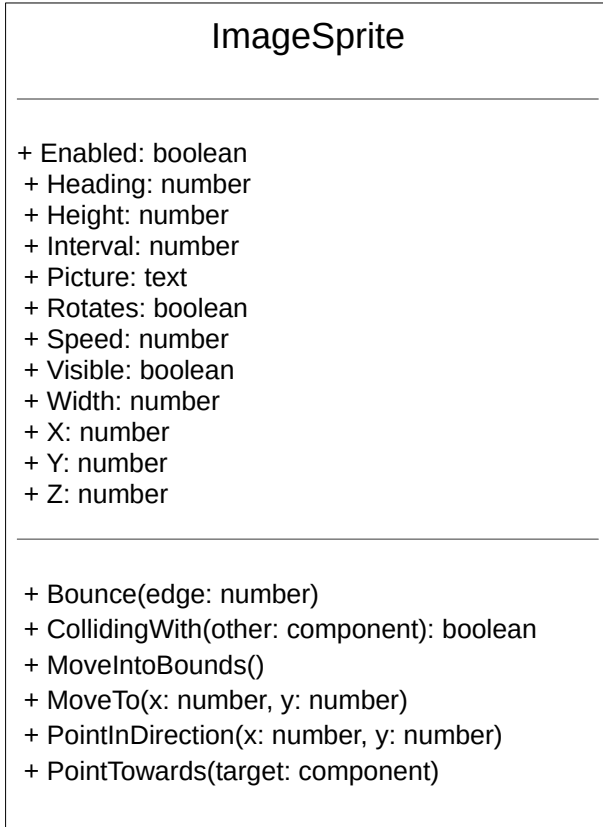 ImageSprite
+ Enabled: boolean
+ Heading: number
+ Height: number
+ Interval: number
+ Picture: text
+ Rotates: boolean
+ Speed: number
+ Visible: boolean
+ Width: number
+ X: number
+ Y: number
+ Z: number
+ Bounce(edge: number)
+ CollidingWith(other: component): boolean
+ MoveIntoBounds()
+ MoveTo(x: number, y: number)
+ PointInDirection(x: number, y: number)
+ PointTowards(target: component)